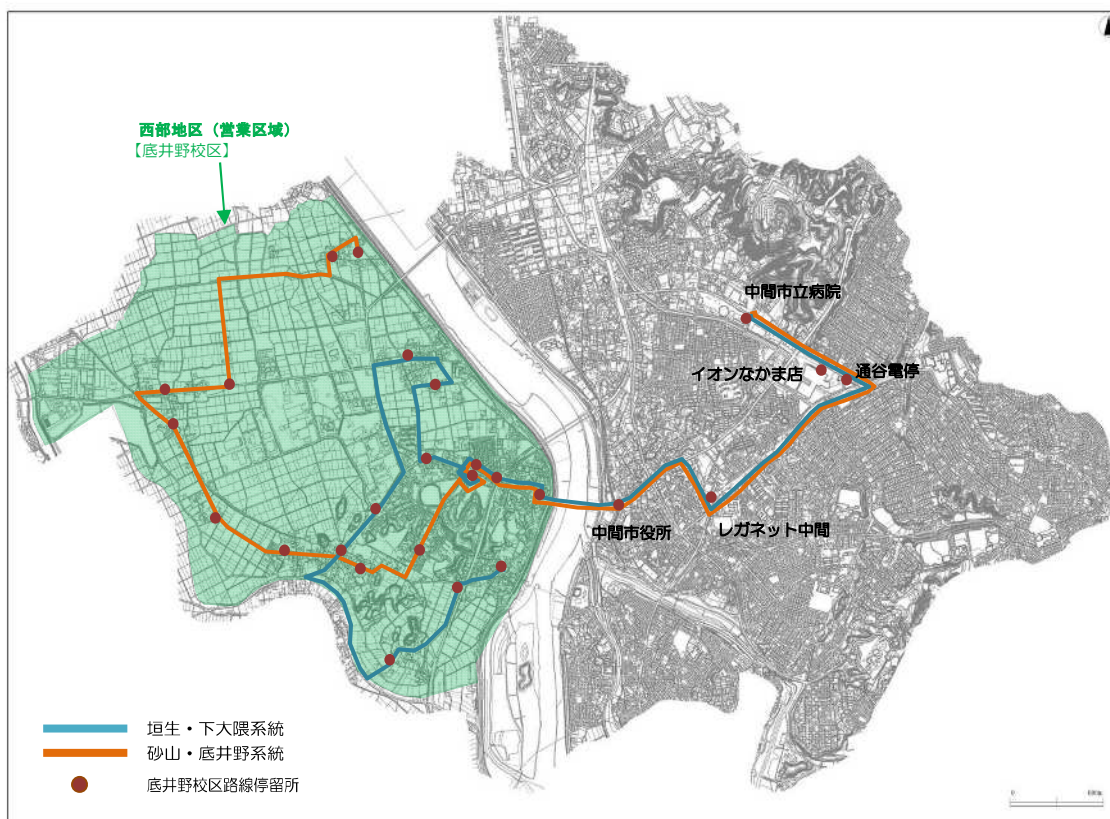 西部地区(営業区域)
【底井野校区】
中間市立病院
イオンなかま店
通谷電停
中間市役所
レガネット中間
垣生・下大隈系統
砂山・底井野系統
底井野校区路線停留所
0